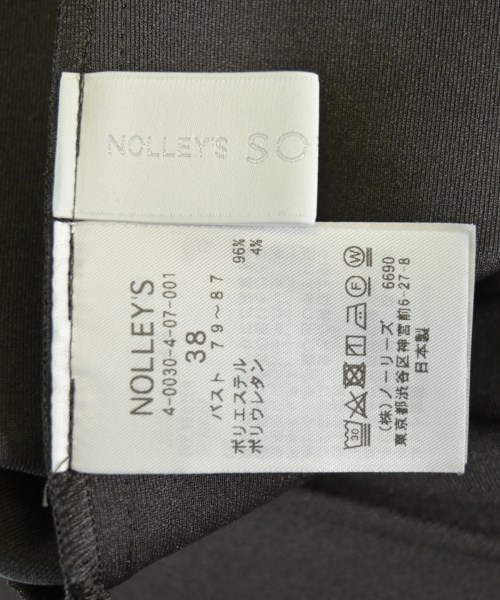 NOLLEY'S SO
NOLLEY'S
4-0030-4-07-001
38
バスト 79~87
ポリエステル 96%
ポリウレタン 4%
30 1 F W
(株)ノーリーズ 6690
東京都渋谷区神宮前6-27-8
日本製